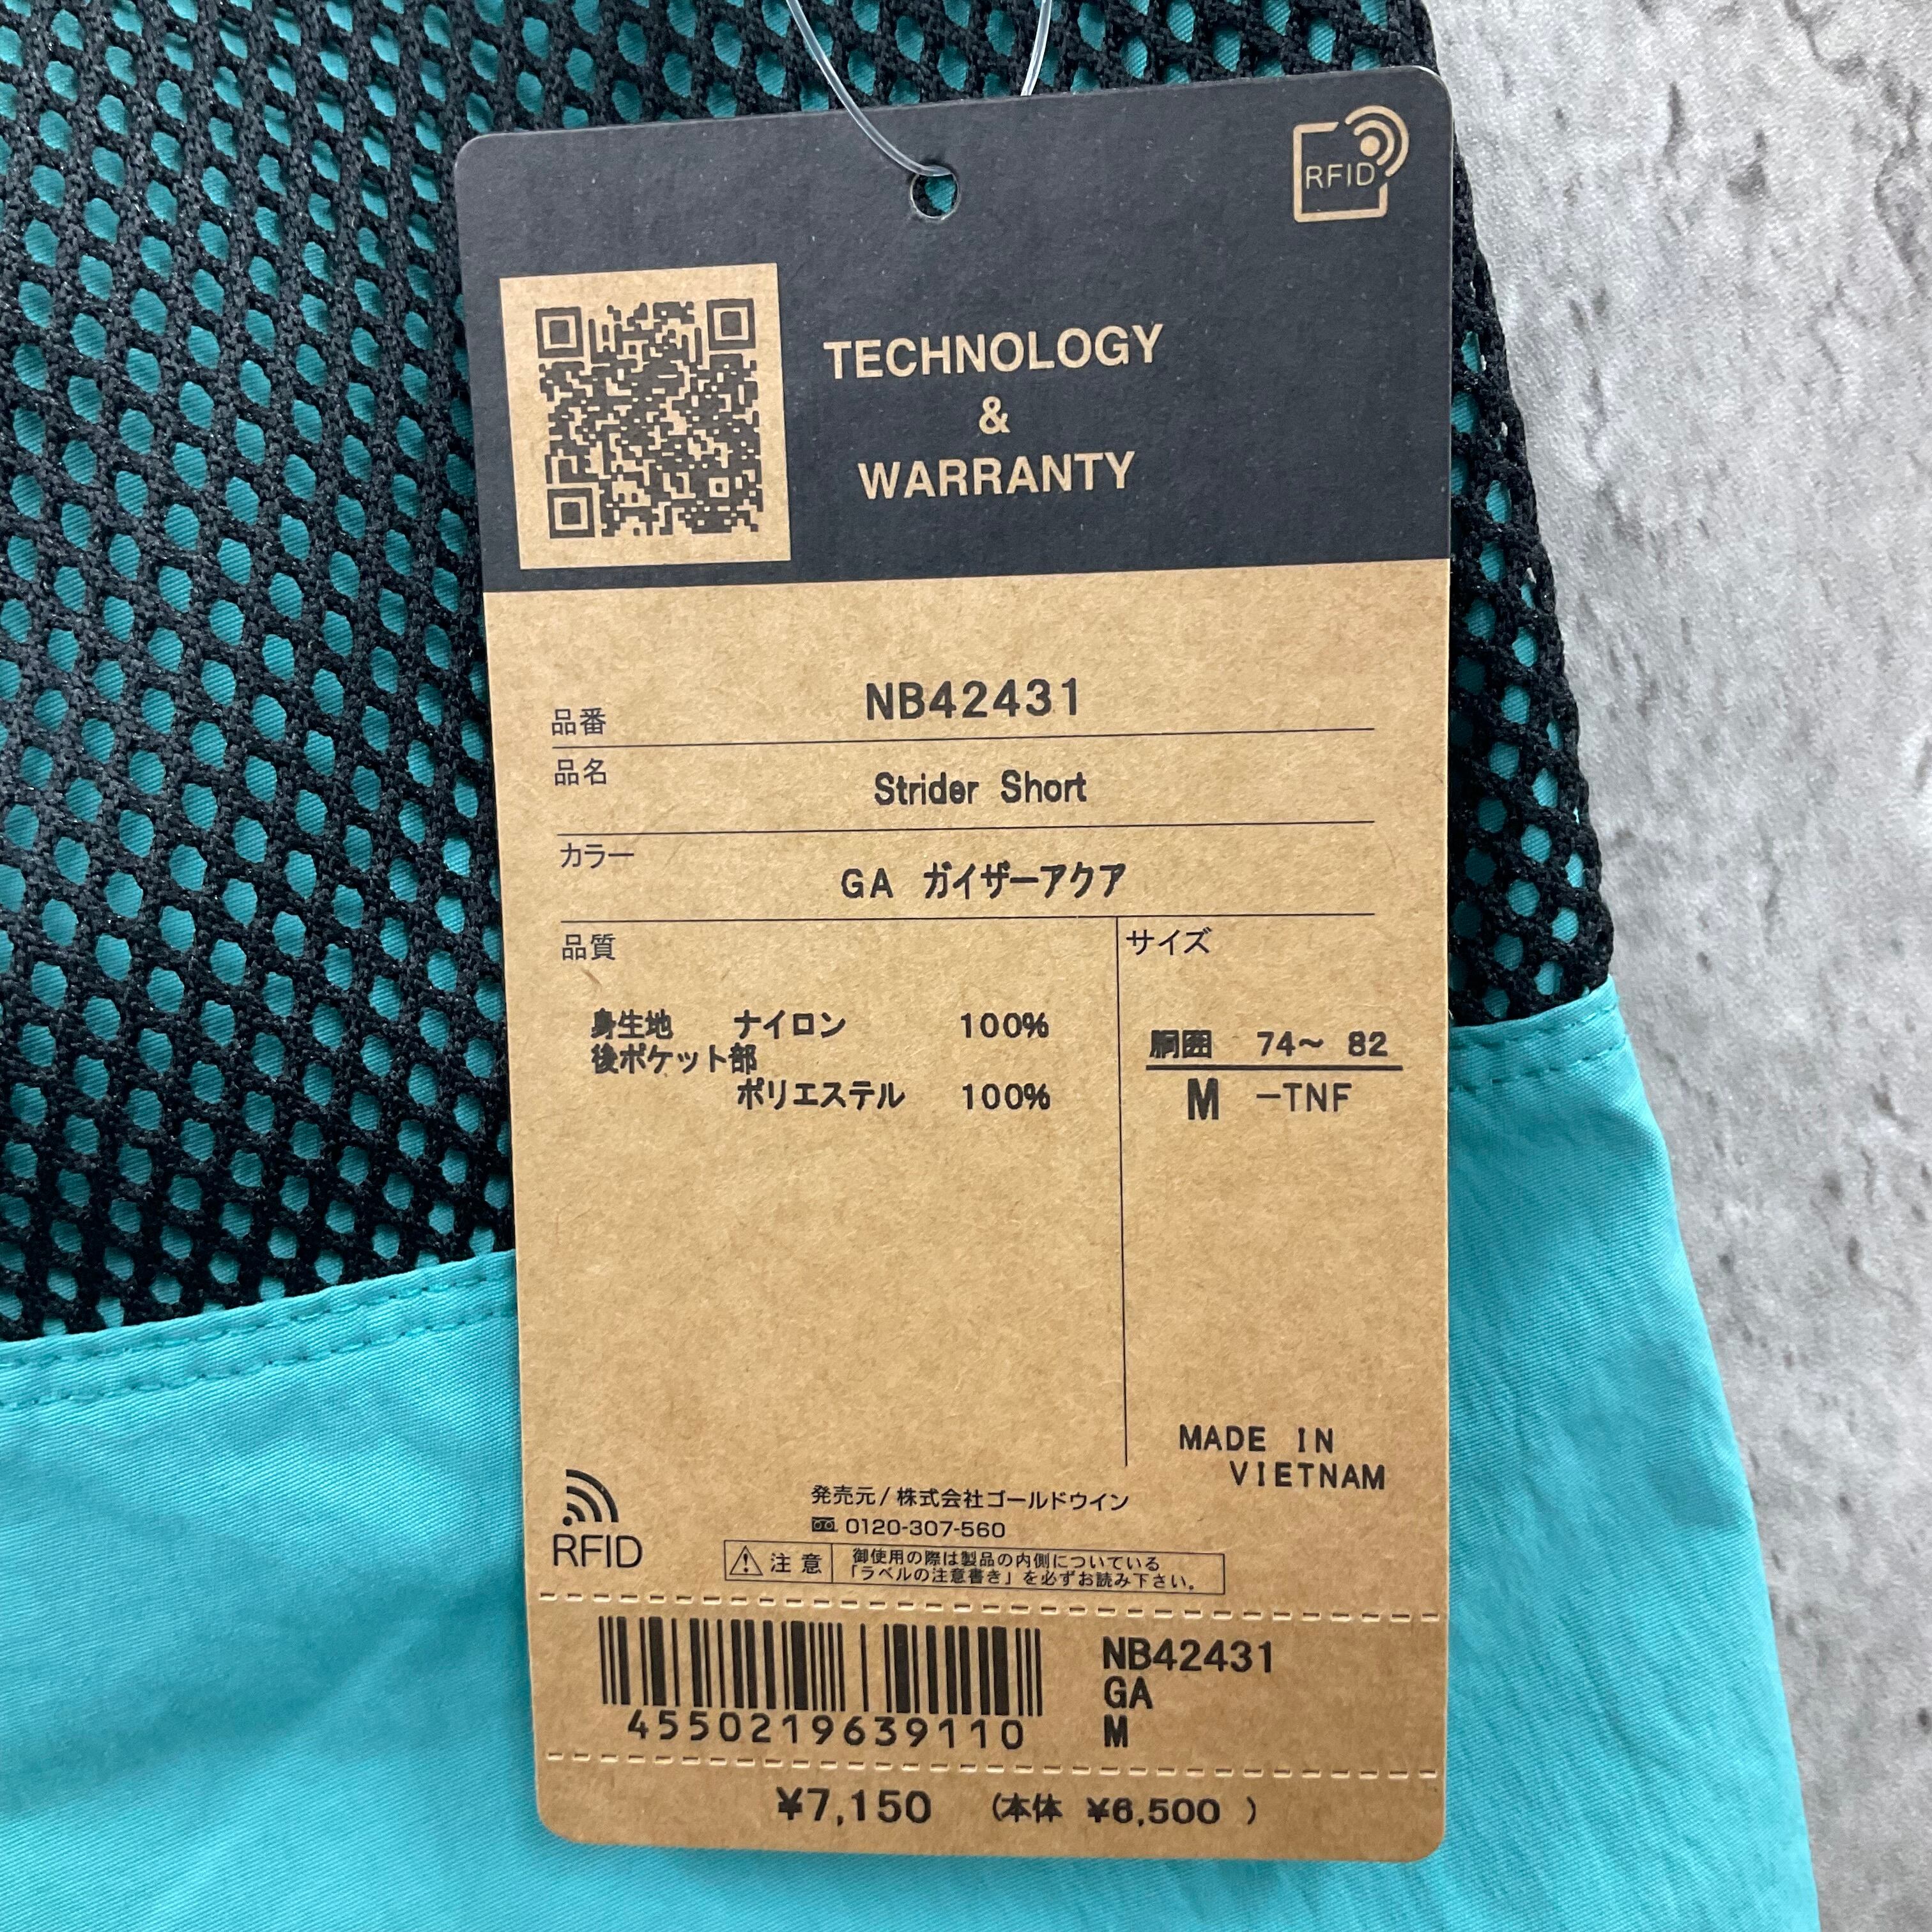 RFID
TECHNOLOGY
&
WARRANTY
品番 NB42431
品名 Strider Short
カラー GA ガイザーアクア
品質
身生地 ナイロン 100%
後ポケット部
ポリエステル 100%
サイズ
胴囲 74～ 82
M -TNF
MADE IN
VIETNAM
RFID
発売元/株式会社ゴールドウイン
0120-307-560
注意 御使用の際は製品の内側についている
「ラベルの注意書き」を必ずお読み下さい。
4550219639110
NB42431
GA
M
¥7,150 (本体 ¥6,500 )